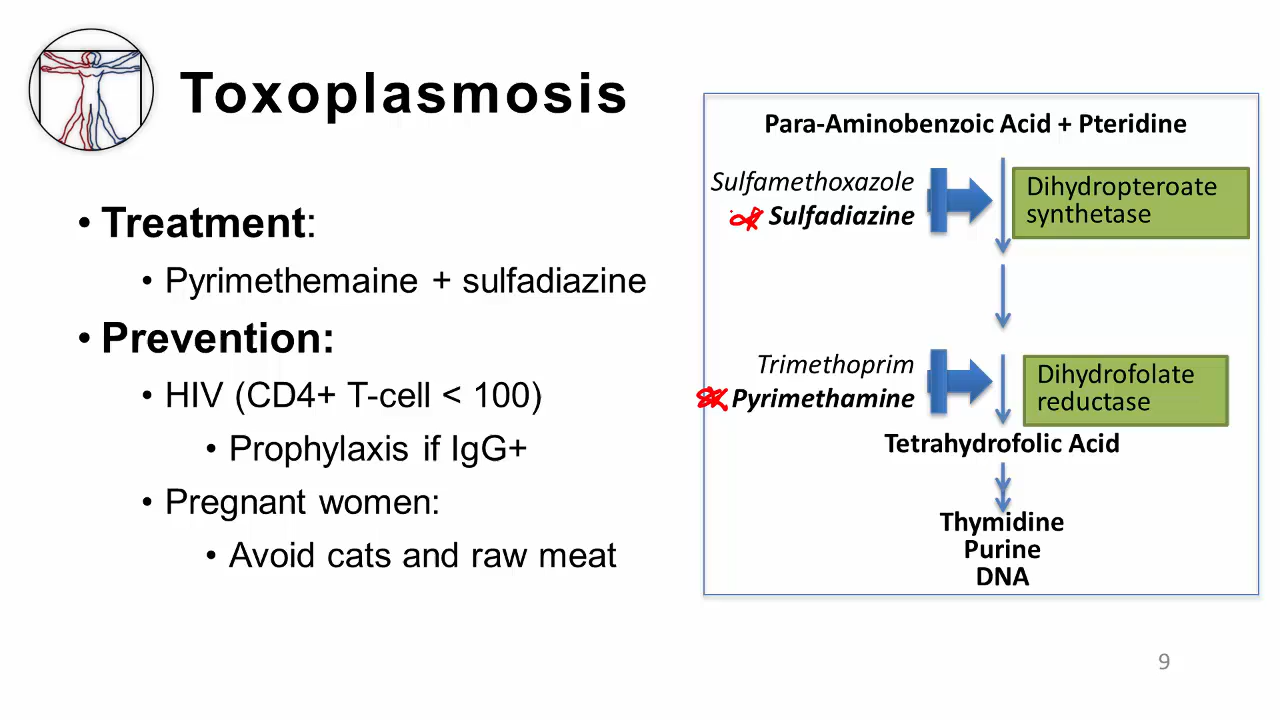 Toxoplasmosis
• Treatment:
• Pyrimethemaine + sulfadiazine
• Prevention:
• HIV (CD4+ T-cell < 100)
• Prophylaxis if IgG+
• Pregnant women:
• Avoid cats and raw meat
Para-Aminobenzoic Acid + Pteridine
Sulfamethoxazole
Sulfadiazine
Dihydropteroate
synthetase
Trimethoprim
Pyrimethamine
Dihydrofolate
reductase
Tetrahydrofolic Acid
Thymidine
Purine
DNA
9